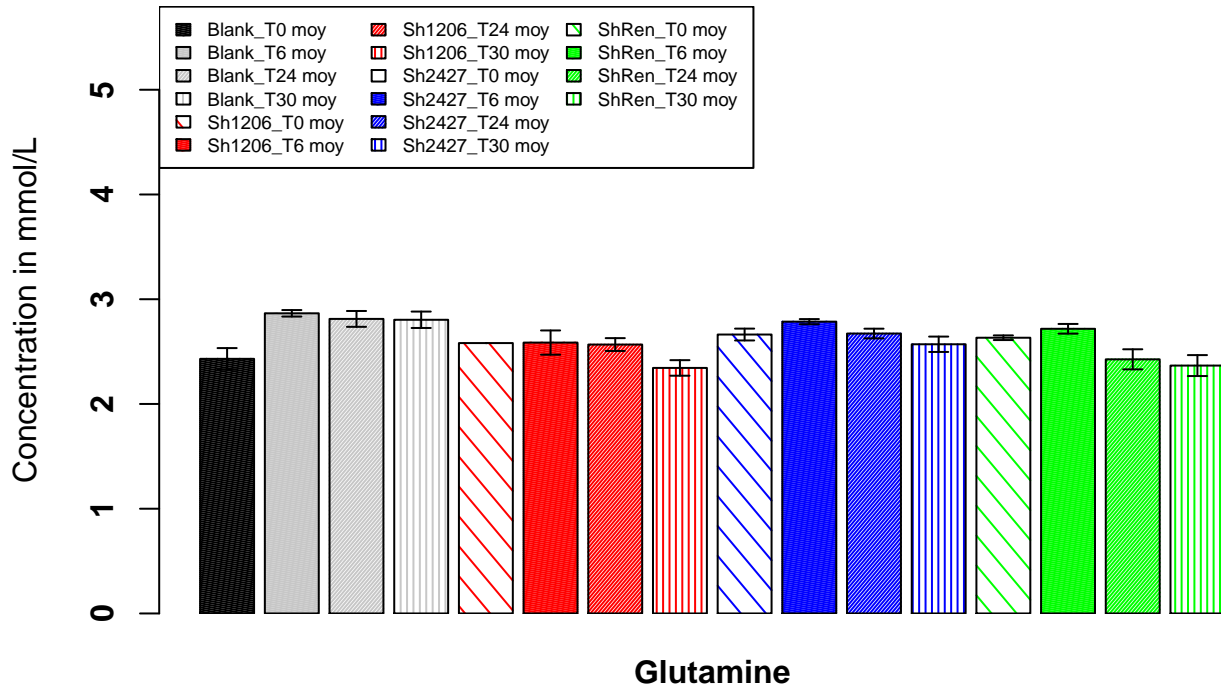 Blank_T0 moy
Blank_T6 moy
Blank_T24 moy
Blank_T30 moy
Sh1206_T0 moy
Sh1206_T6 moy
Sh1206_T24 moy
Sh1206_T30 moy
Sh2427_T0 moy
Sh2427_T6 moy
Sh2427_T24 moy
Sh2427_T30 moy
ShRen_T0 moy
ShRen_T6 moy
ShRen_T24 moy
ShRen_T30 moy
Concentration in mmol/L
5
4
3
2
1
0
Glutamine